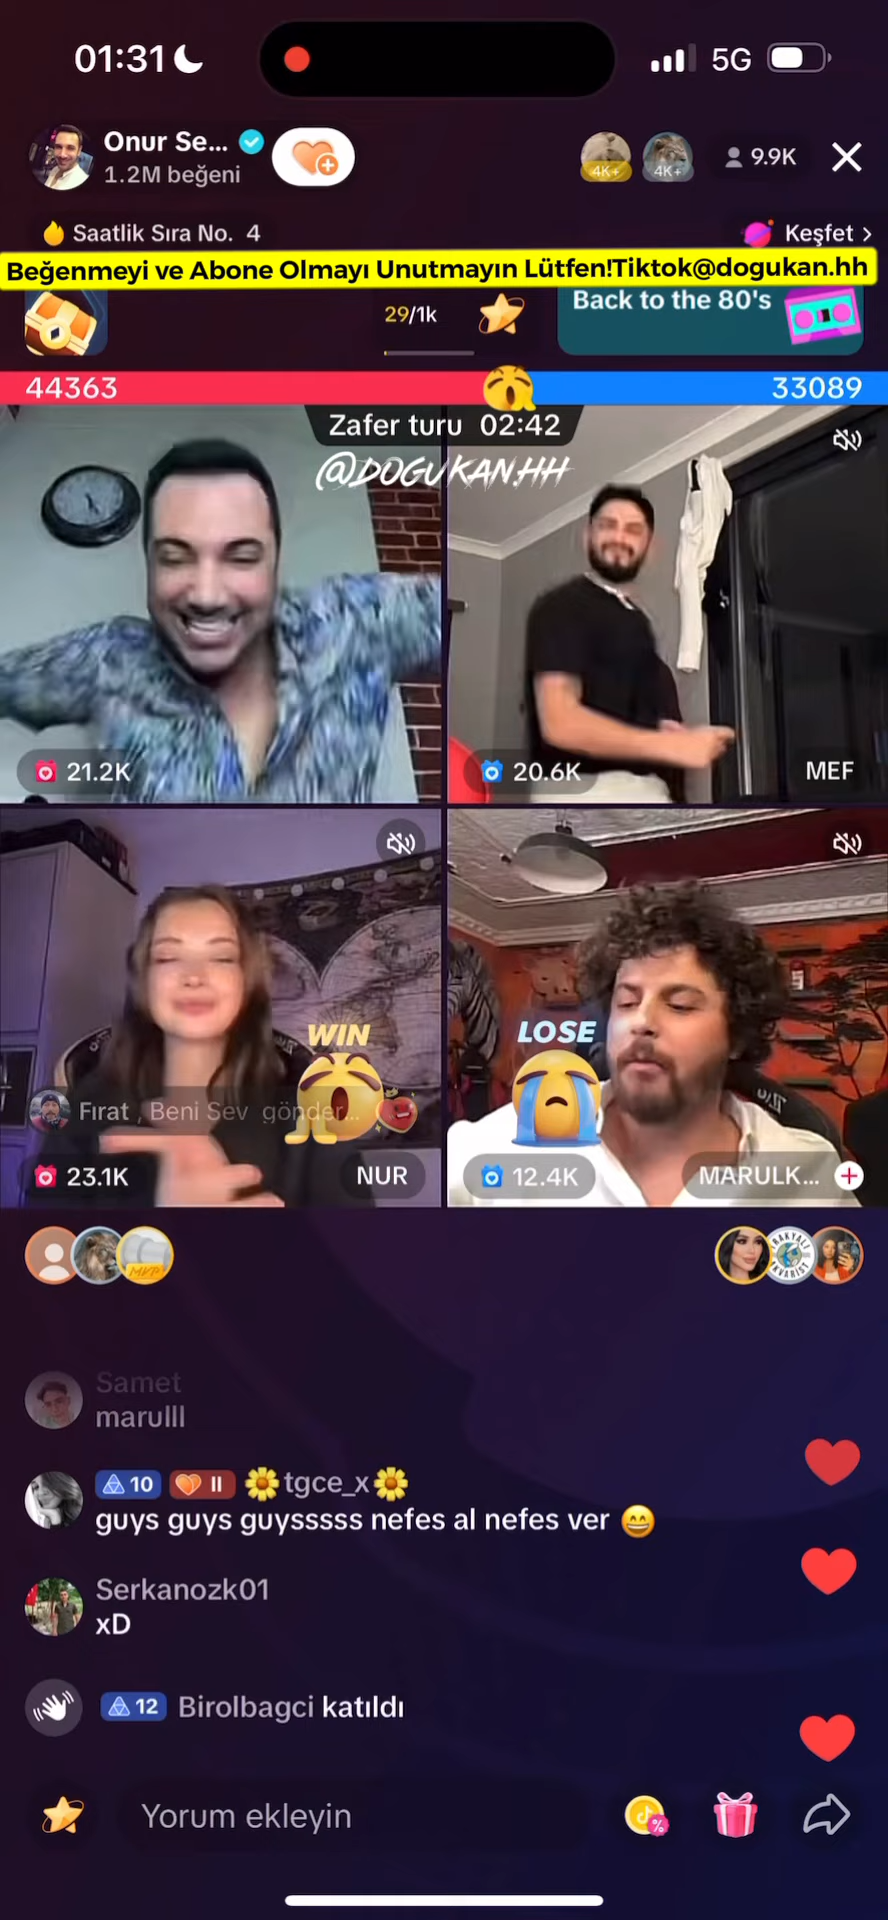 01:31
5G
Onur Se...
1.2M beğeni
4K+
4K+
9.9K
Saatlik Sıra No. 4
Keşfet >
Beğenmeyi ve Abone Olmayı Unutmayın Lütfen!Tiktok@dogukan.hh
29/1k
Back to the 80's
44363
33089
Zafer turu 02:42
@DOGUKAN.HH
21.2K
20.6K
MEF
WIN
LOSE
Fırat , Beni Sev gönder...
23.1K
NUR
12.4K
MARULK...
MVP
Samet
marulll
10
II
tgce_x
guys guys guysssss nefes al nefes ver
Serkanozk01
xD
12 Birolbagci katıldı
Yorum ekleyin